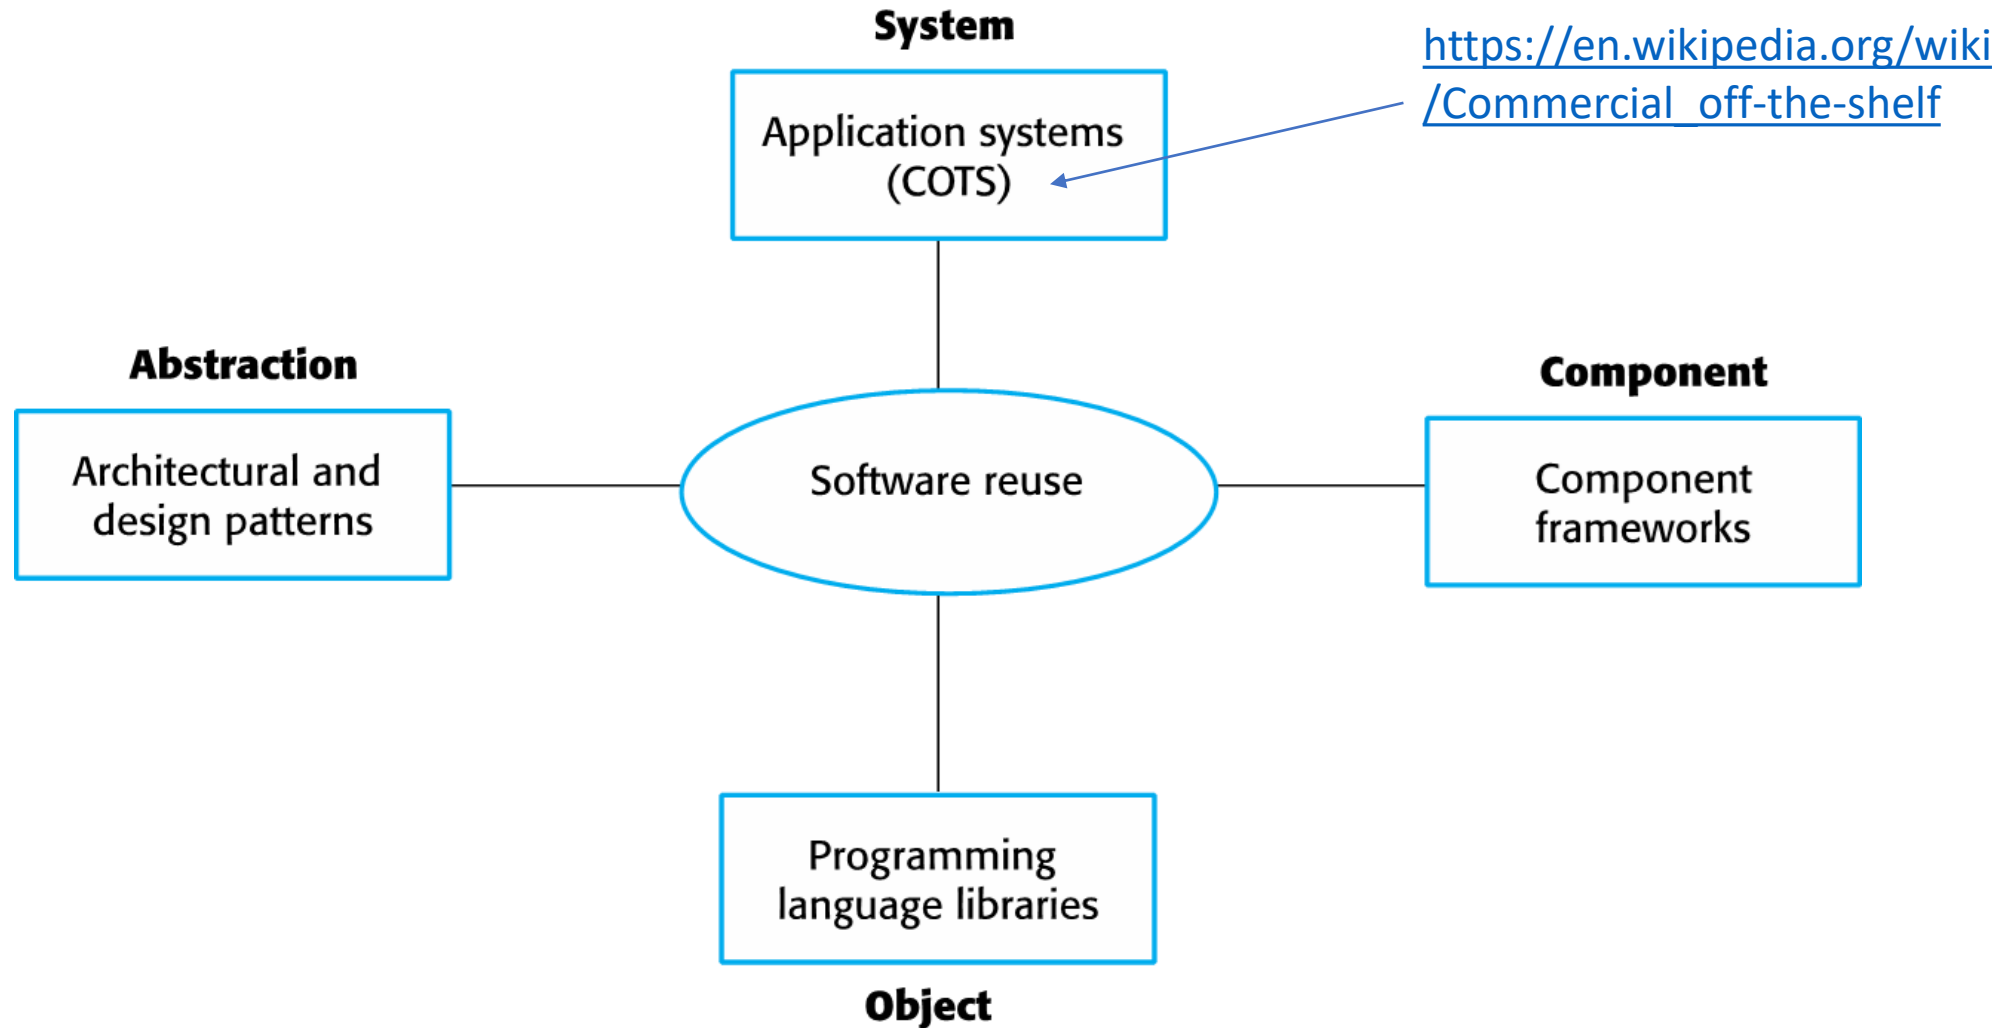 System
https://en.wikipedia.org/wiki
/Commercial_off-the-shelf
Application systems
(COTS)
Abstraction
Component
Architectural and
design patterns
Software reuse
Component
frameworks
Programming
language libraries
Object